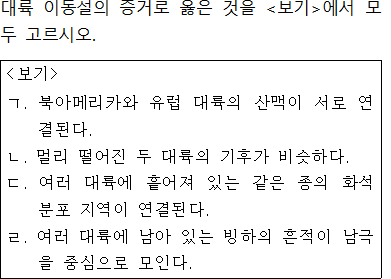 대륙 이동설의 증거로 옳은 것을 <보기>에서 모
두 고르시오.
<보기>
ㄱ. 북아메리카와 유럽 대륙의 산맥이 서로 연
결된다.
ㄴ. 멀리 떨어진 두 대륙의 기후가 비슷하다.
ㄷ. 여러 대륙에 흩어져 있는 같은 종의 화석
분포 지역이 연결된다.
ㄹ. 여러 대륙에 남아 있는 빙하의 흔적이 남극
을 중심으로 모인다.